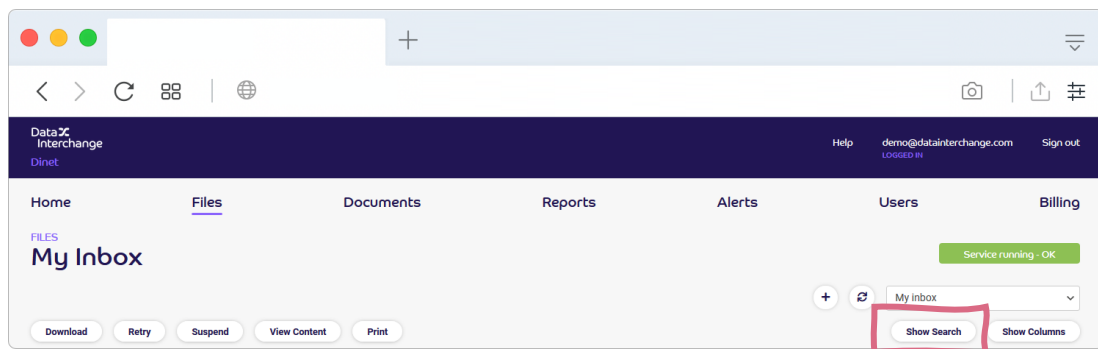 Data
Interchange
Dinet
Help demo@datainterchange.com Sign out
LOGGED IN
Home Files Documents Reports Alerts Users Billing
FILES
My Inbox
Service running - OK
My inbox
Download Retry Suspend View Content Print Show Search Show Columns